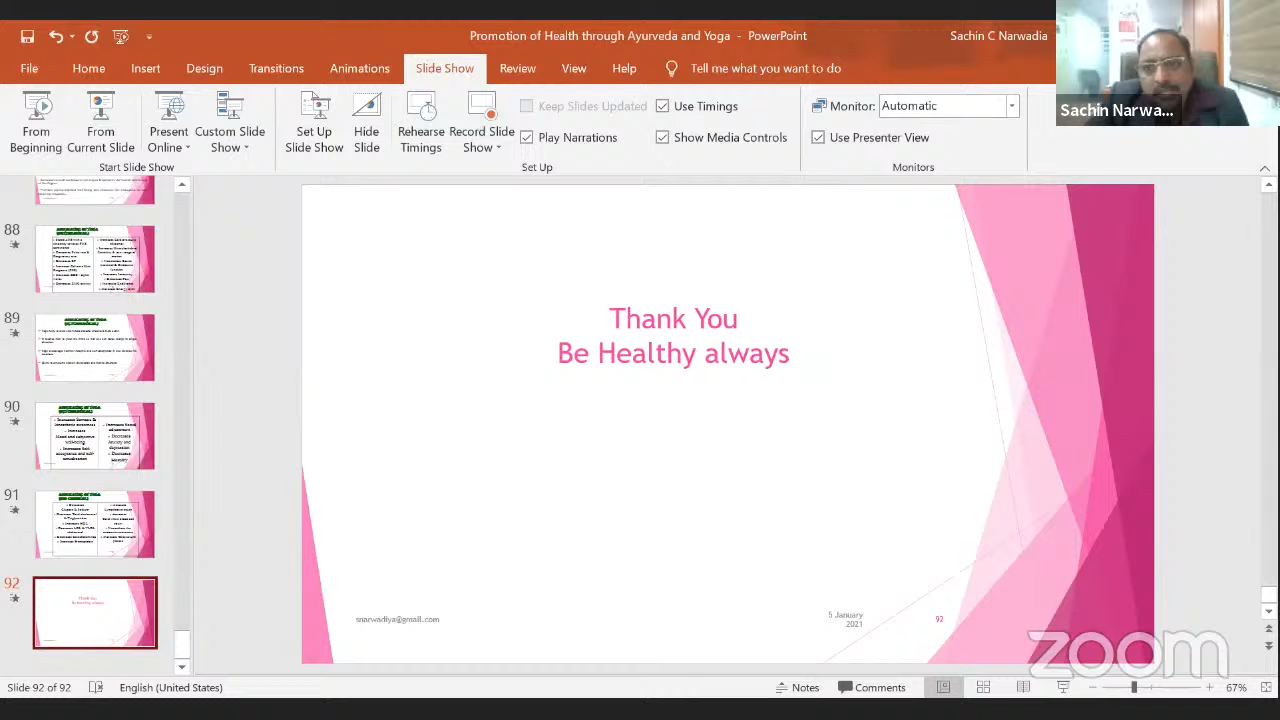 Promotion of Health through Ayurveda and Yoga - PowerPoint
Sachin C Narwadia
File Home Insert Design Transitions Animations Slide Show Review View Help Tell me what you want to do
From Beginning
From Current Slide
Present Online
Custom Slide Show
Start Slide Show
Set Up Slide Show
Hide Slide
Rehearse Timings
Record Slide Show
Keep Slides Updated
Play Narrations
Use Timings
Show Media Controls
Set Up
Monitor: Automatic
Use Presenter View
Monitors
Sachin Narwa...
88
89
90
91
92
Thank You
Be Healthy always
Thank You
Be Healthy always
snarwadiya@gmail.com
5 January
2021
92
zoom
Slide 92 of 92
English (United States)
Notes
Comments
67%